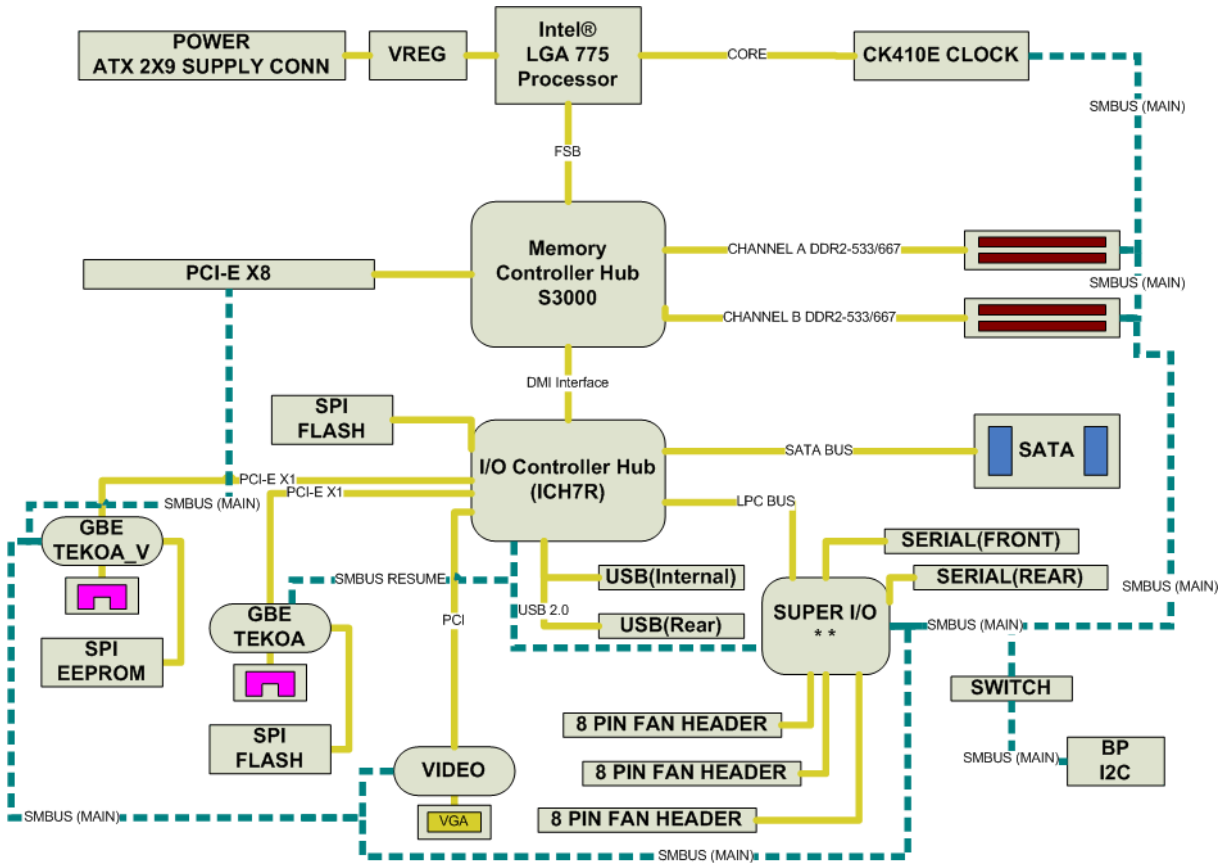 POWER
ATX 2X9 SUPPLY CONN
VREG
Intel®
LGA 775
Processor
CORE
CK410E CLOCK
SMBUS (MAIN)
FSB
Memory
Controller Hub
S3000
CHANNEL A DDR2-533/667
PCI-E X8
SMBUS (MAIN)
CHANNEL B DDR2-533/667
DMI Interface
SPI
FLASH
I/O Controller Hub
(ICH7R)
SATA BUS
SATA
PCI-E X1
PCI-E X1
SMBUS (MAIN)
LPC BUS
GBE
TEKOA_V
SERIAL(FRONT)
SMBUS RESUME
USB(Internal)
SERIAL(REAR)
SMBUS (MAIN)
GBE
TEKOA
PCI
USB 2.0
USB(Rear)
SUPER I/O
* *
SMBUS (MAIN)
SPI
EEPROM
SWITCH
8 PIN FAN HEADER
SPI
FLASH
VIDEO
8 PIN FAN HEADER
SMBUS (MAIN)
BP
I2C
SMBUS (MAIN)
VGA
8 PIN FAN HEADER
SMBUS (MAIN)